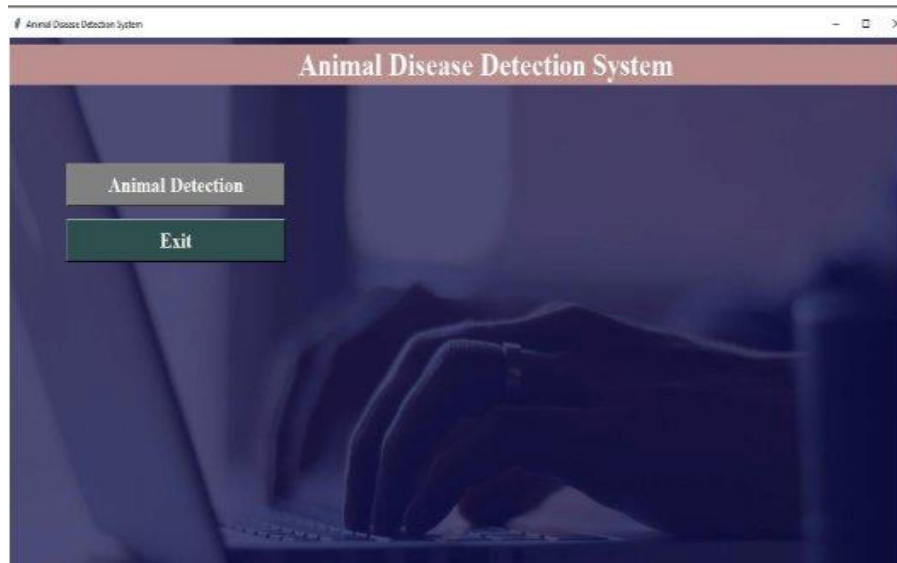 Animal Disease Detection System
Animal Disease Detection System
Animal Detection
Exit